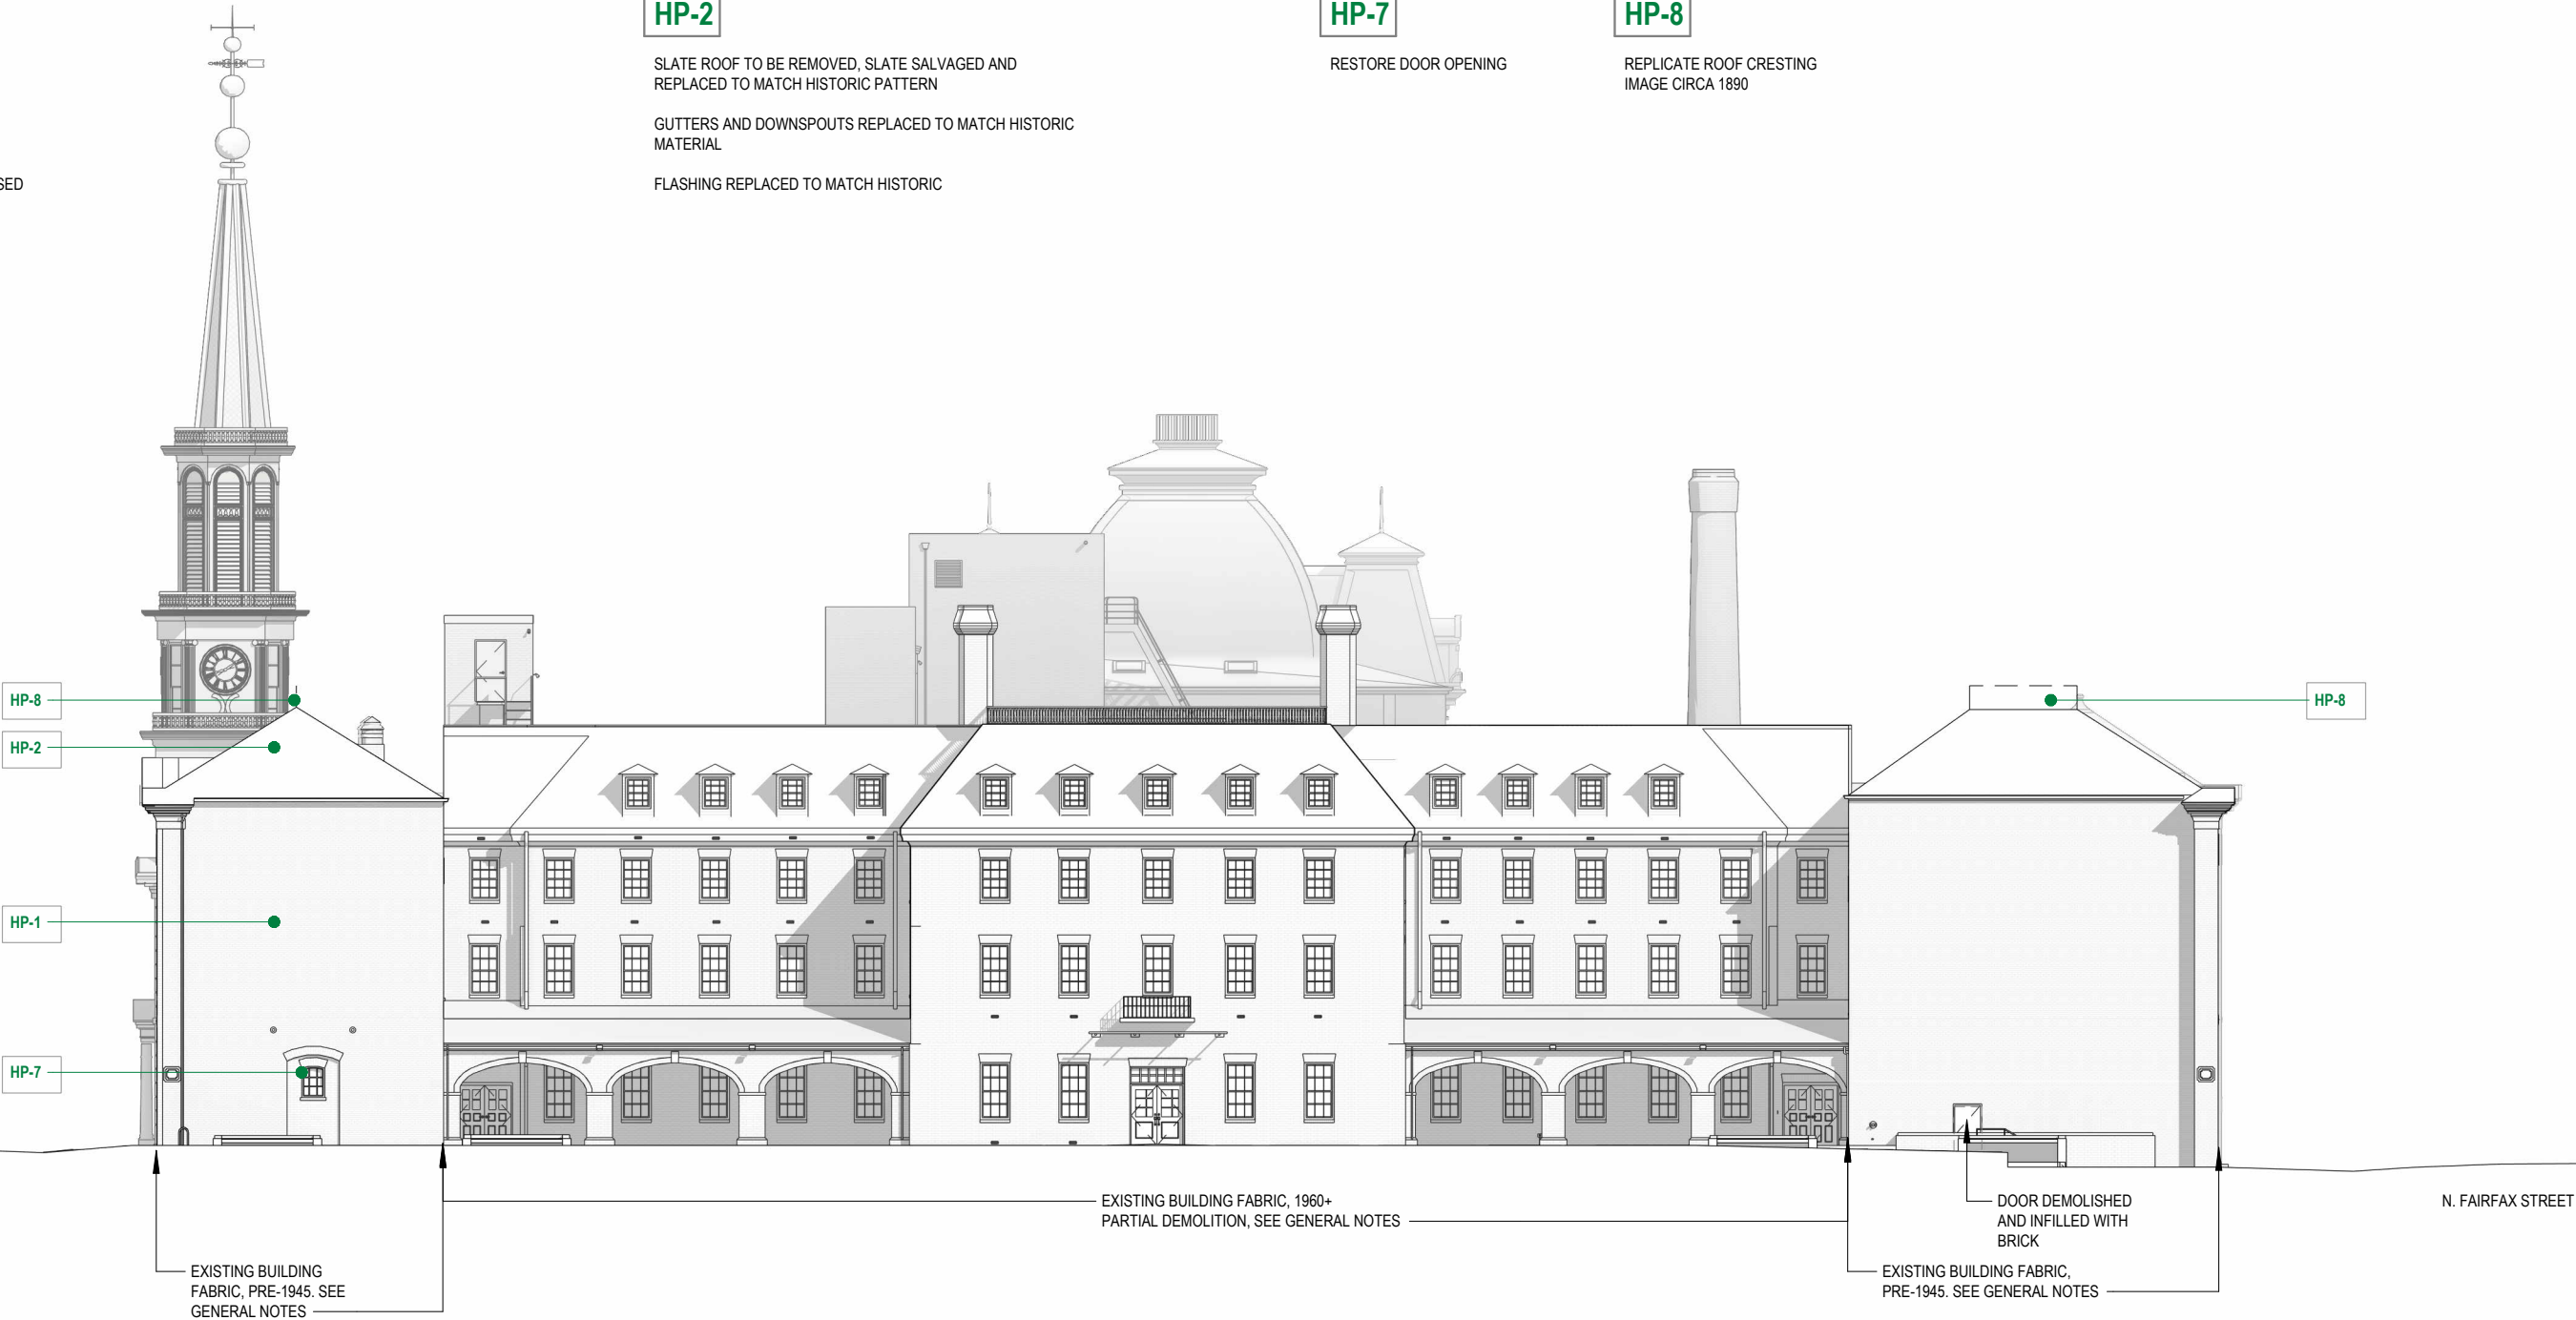 HP-2
SLATE ROOF TO BE REMOVED, SLATE SALVAGED AND
REPLACED TO MATCH HISTORIC PATTERN
GUTTERS AND DOWNSPOUTS REPLACED TO MATCH HISTORIC
MATERIAL
FLASHING REPLACED TO MATCH HISTORIC
HP-7
RESTORE DOOR OPENING
HP-8
REPLICATE ROOF CRESTING
IMAGE CIRCA 1890
HP-8
HP-2
HP-1
HP-7
HP-8
EXISTING BUILDING FABRIC, 1960+
PARTIAL DEMOLITION, SEE GENERAL NOTES
DOOR DEMOLISHED
AND INFILLED WITH
BRICK
N. FAIRFAX STREET
EXISTING BUILDING
FABRIC, PRE-1945. SEE
GENERAL NOTES
EXISTING BUILDING FABRIC,
PRE-1945. SEE GENERAL NOTES